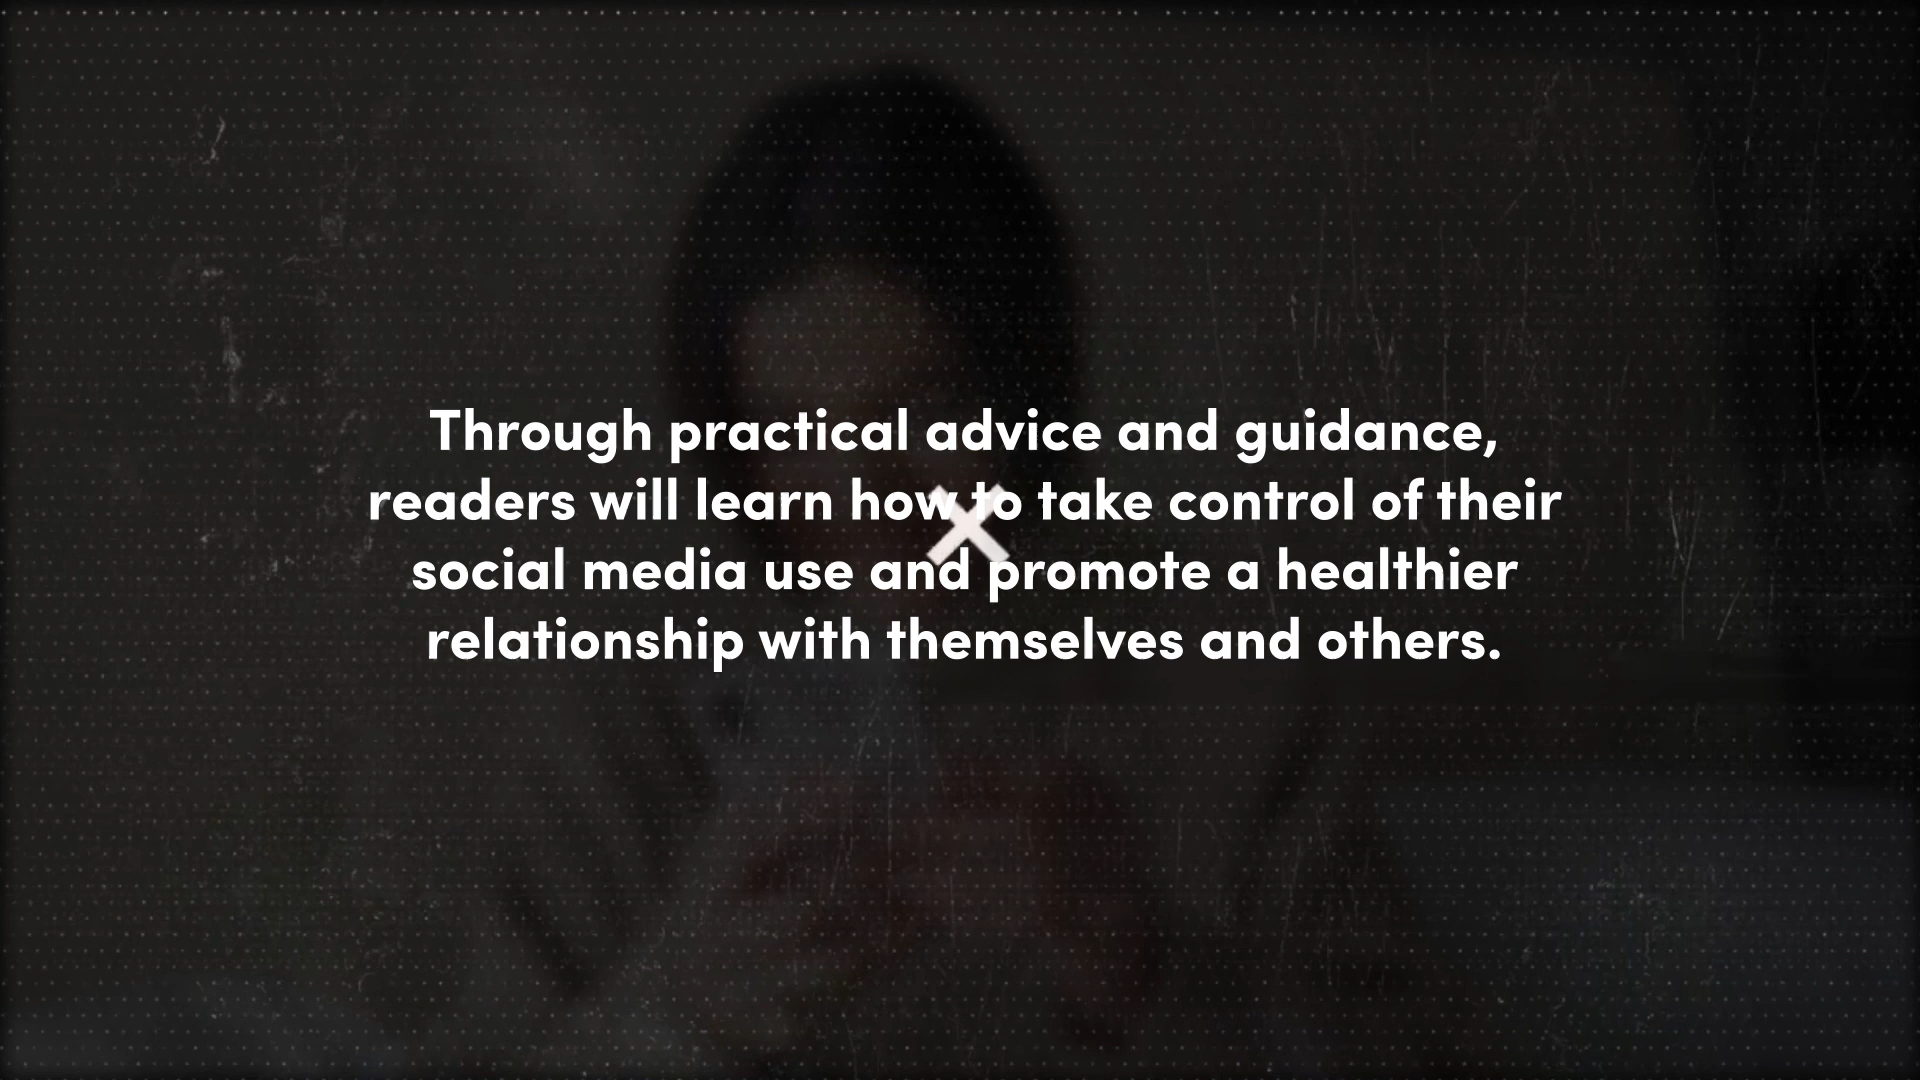 Through practical advice and guidance,
readers will learn how to take control of their
social media use and promote a healthier
relationship with themselves and others.